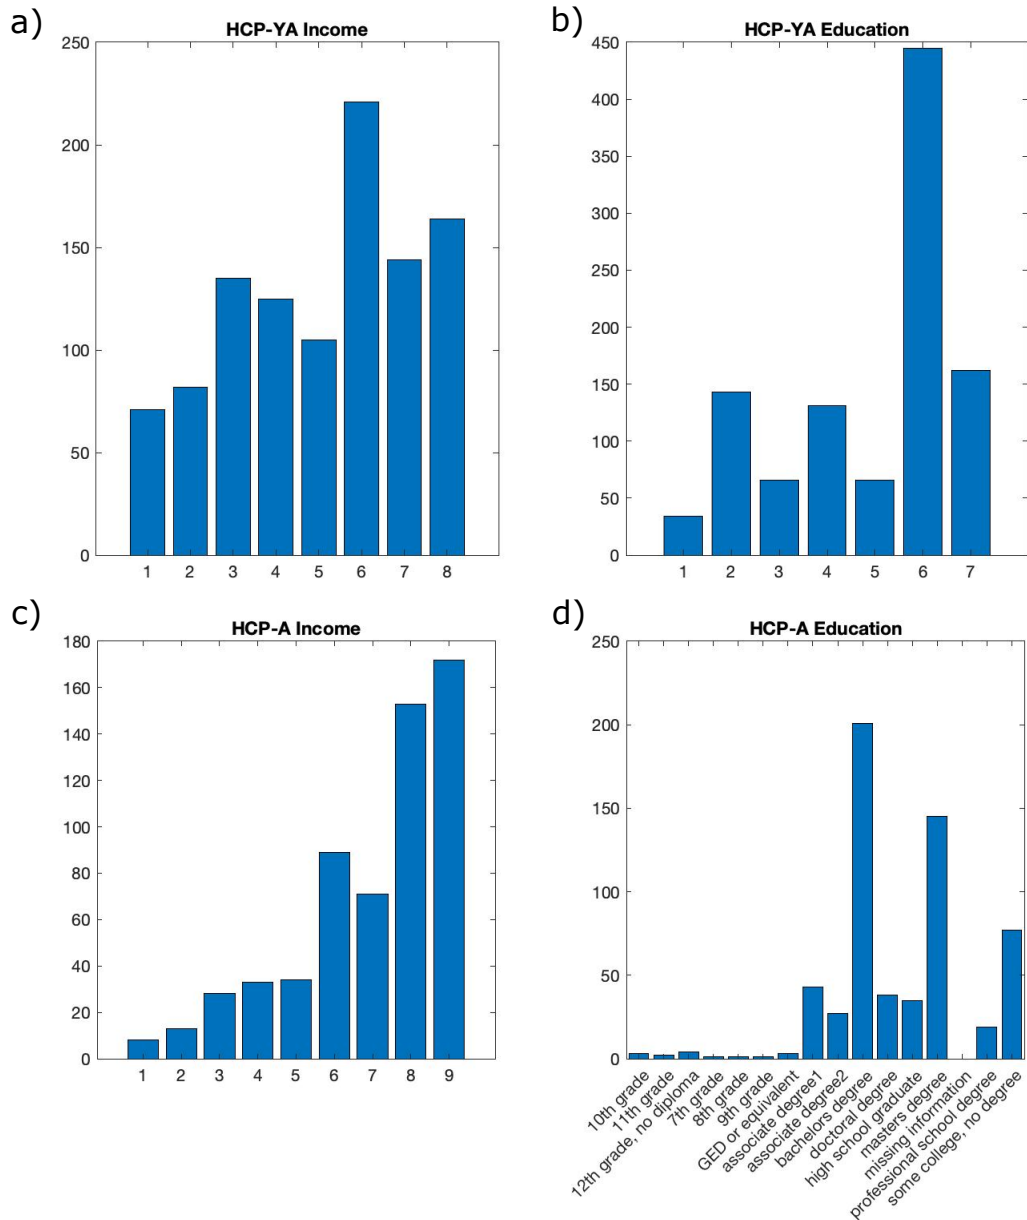 a)
HCP-YA Income
250
200
150
100
50
0
1 2 3 4 5 6 7 8
b)
HCP-YA Education
450
400
350
300
250
200
150
100
50
0
1 2 3 4 5 6 7
c)
HCP-A Income
180
160
140
120
100
80
60
40
20
0
1 2 3 4 5 6 7 8 9
d)
HCP-A Education
250
200
150
100
50
0
10th grade
11th grade
12th grade, no diploma
7th grade
8th grade
9th grade
GED or equivalent
associate degree1
associate degree2
bachelors degree
doctoral degree
high school graduate
masters degree
missing information
professional school degree
some college, no degree